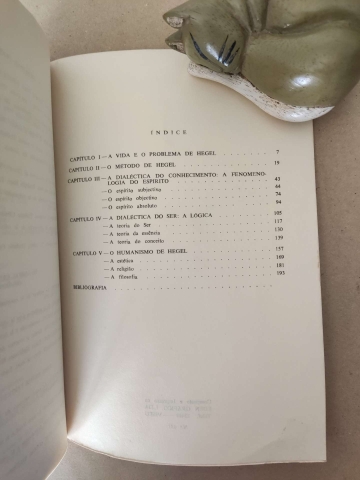 ÍNDICE
CAPÍTULO I — A VIDA E O PROBLEMA DE HEGEL . . . . . . . . 7
CAPÍTULO II — O MÉTODO DE HEGEL . . . . . . . . 19
CAPÍTULO III — A DIALÉCTICA DO CONHECIMENTO: A FENOMENO-
LOGIA DO ESPÍRITO . . . . . . . . 43
— O espírito subjectivo . . . . . . . . 64
— O espírito objectivo . . . . . . . . 74
— O espírito absoluto . . . . . . . . 94
CAPÍTULO IV — A DIALÉCTICA DO SER: A LÓGICA . . . . . . . . 105
— A teoria do Ser . . . . . . . . 117
— A teoria da essência . . . . . . . . 130
— A teoria do conceito . . . . . . . . 139
CAPÍTULO V — O HUMANISMO DE HEGEL . . . . . . . . 157
— A estética . . . . . . . . 169
— A religião . . . . . . . . 181
— A filosofia . . . . . . . . 193
BIBLIOGRAFIA